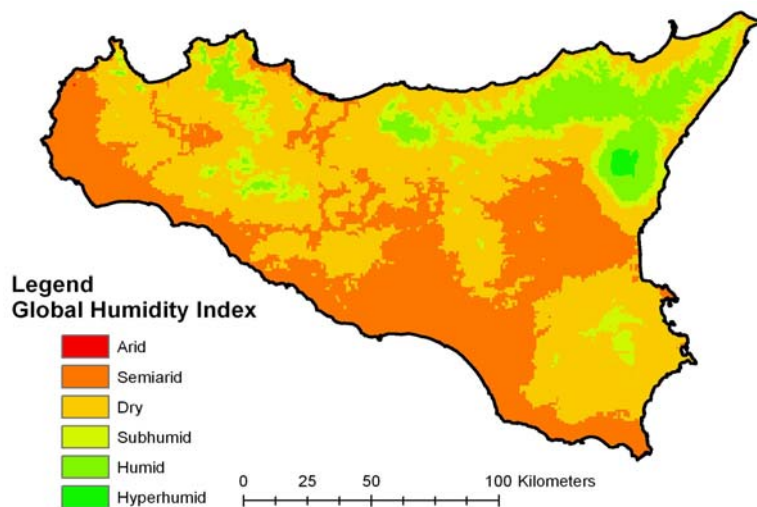 Legend
Global Humidity Index
Arid
Semiarid
Dry
Subhumid
Humid
Hyperhumid
0 25 50 100 Kilometers